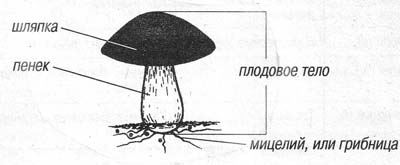 шляпка
пенек
плодовое тело
мицелий, или грибница